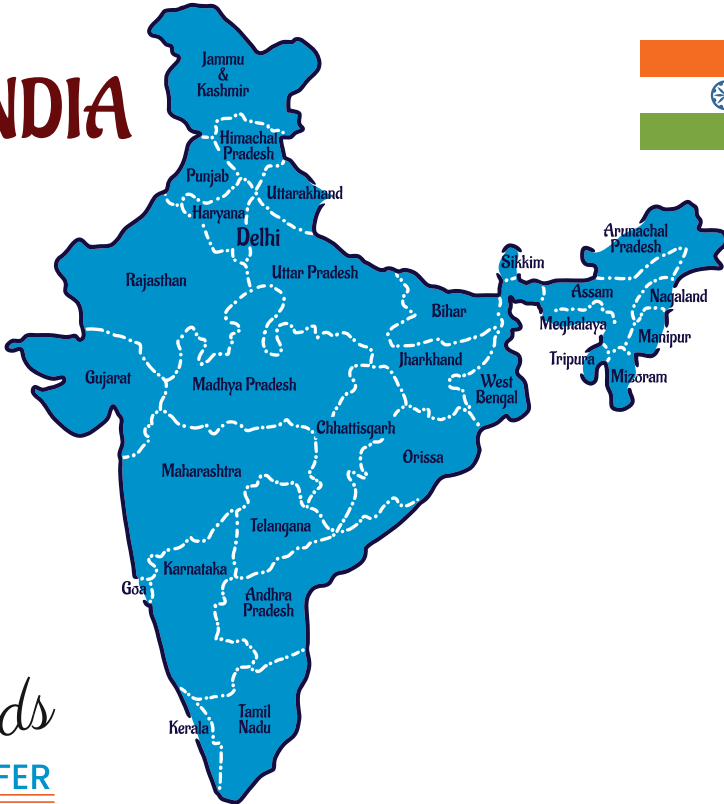 Jammu
&
Kashmir
NDIA
Himachal
Pradesh
Punjab
Uttarakhand
Haryana
Delhi
Arunachal
Pradesh
Sikkim
Uttar Pradesh
Rajasthan
Assam
Nagaland
Bihar
Meghalaya
Manipur
Jharkhand
Tripura
Mizoram
Gujarat
Madhya Pradesh
West
Bengal
Chhattisgarh
Orissa
Maharashtra
Telangana
Karnataka
Goa
Andhra
Pradesh
ds
Kerala
Tamil
Nadu
FER